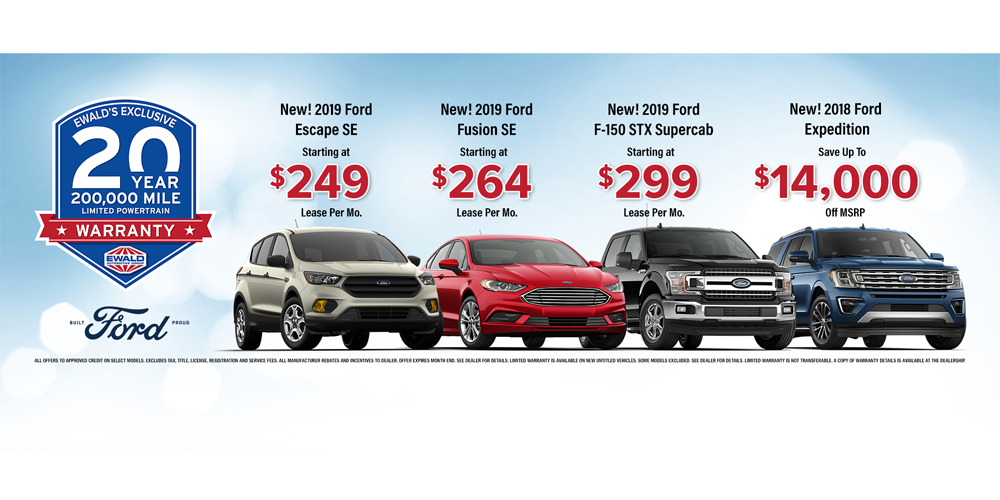 EWALD'S EXCLUSIVE
20
YEAR
200,000 MILE
LIMITED POWERTRAIN
★ WARRANTY ★
EWALD
AUTOMOTIVE GROUP
BUILT Ford PROUD
New! 2019 Ford
Escape SE
Starting at
$249
Lease Per Mo.
New! 2019 Ford
Fusion SE
Starting at
$264
Lease Per Mo.
New! 2019 Ford
F-150 STX Supercab
Starting at
$299
Lease Per Mo.
New! 2018 Ford
Expedition
Save Up To
$14,000
Off MSRP
ALL OFFERS TO APPROVED CREDIT ON SELECT MODELS. EXCLUDES TAX, TITLE, LICENSE, REGISTRATION AND SERVICE FEES. ALL MANUFACTURER REBATES AND INCENTIVES TO DEALER. OFFER EXPIRES MONTH END. SEE DEALER FOR DETAILS. LIMITED WARRANTY IS AVAILABLE ON NEW UNTITLED VEHICLES. SOME MODELS EXCLUDED. SEE DEALER FOR DETAILS. LIMITED WARRANTY IS NOT TRANSFERABLE. A COPY OF WARRANTY DETAILS IS AVAILABLE AT THE DEALERSHIP.